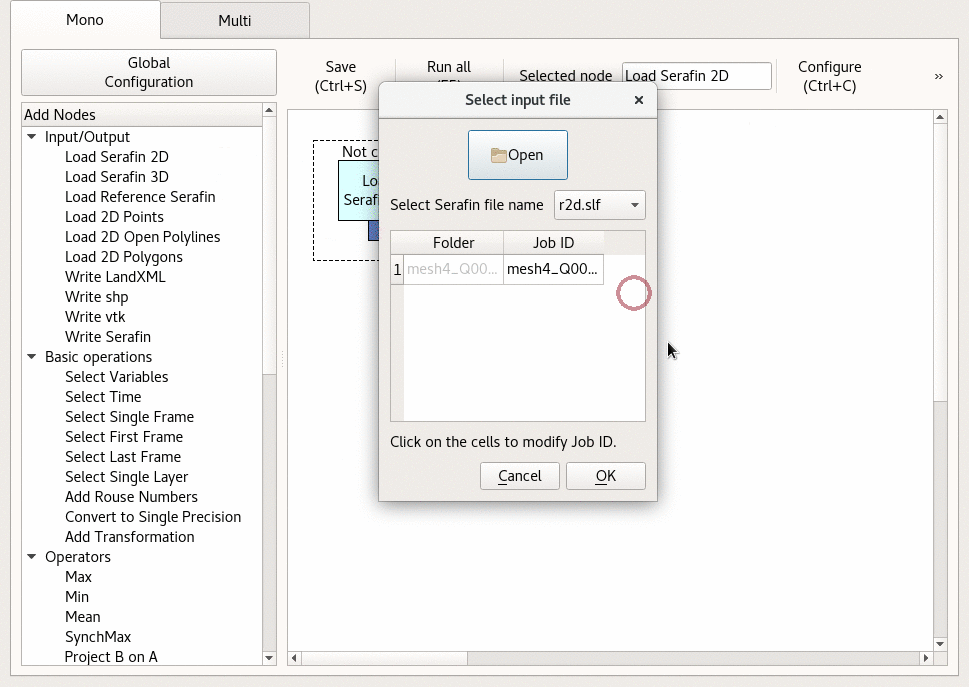 Mono
Multi
Global
Configuration
Save
(Ctrl+S)
Run all
Selected node
Load Serafin 2D
Configure
(Ctrl+C)
»
Add Nodes
Input/Output
Load Serafin 2D
Load Serafin 3D
Load Reference Serafin
Load 2D Points
Load 2D Open Polylines
Load 2D Polygons
Write LandXML
Write shp
Write vtk
Write Serafin
Basic operations
Select Variables
Select Time
Select Single Frame
Select First Frame
Select Last Frame
Select Single Layer
Add Rouse Numbers
Convert to Single Precision
Add Transformation
Operators
Max
Min
Mean
SynchMax
Project B on A
Not c
Lo
Seraf
Select input file
Open
Select Serafin file name
r2d.slf
Folder
Job ID
1
mesh4_Q00...
mesh4_Q00...
Click on the cells to modify Job ID.
Cancel
OK